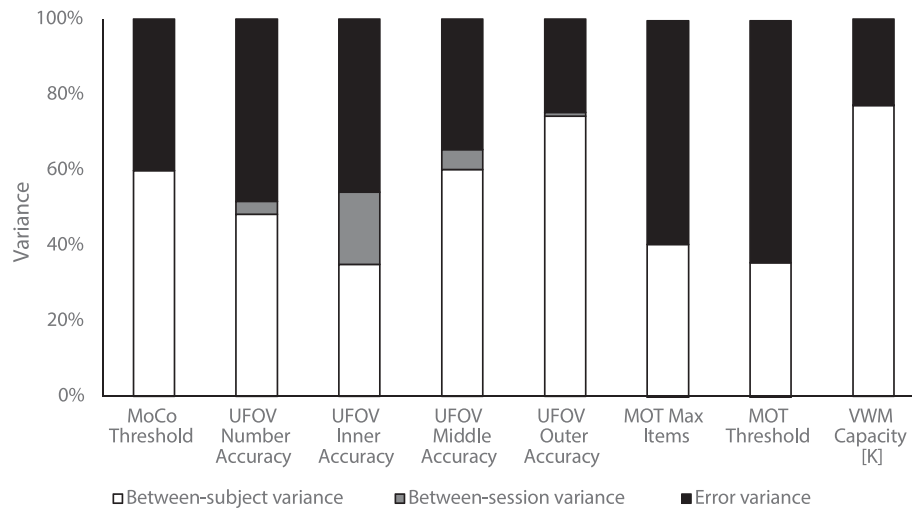 100%
80%
60%
40%
20%
0%
Variance
MoCo
Threshold
UFOV
Number
Accuracy
UFOV
Inner
Accuracy
UFOV
Middle
Accuracy
UFOV
Outer
Accuracy
MOT Max
Items
MOT
Threshold
VWM
Capacity
[K]
Between-subject variance
Between-session variance
Error variance